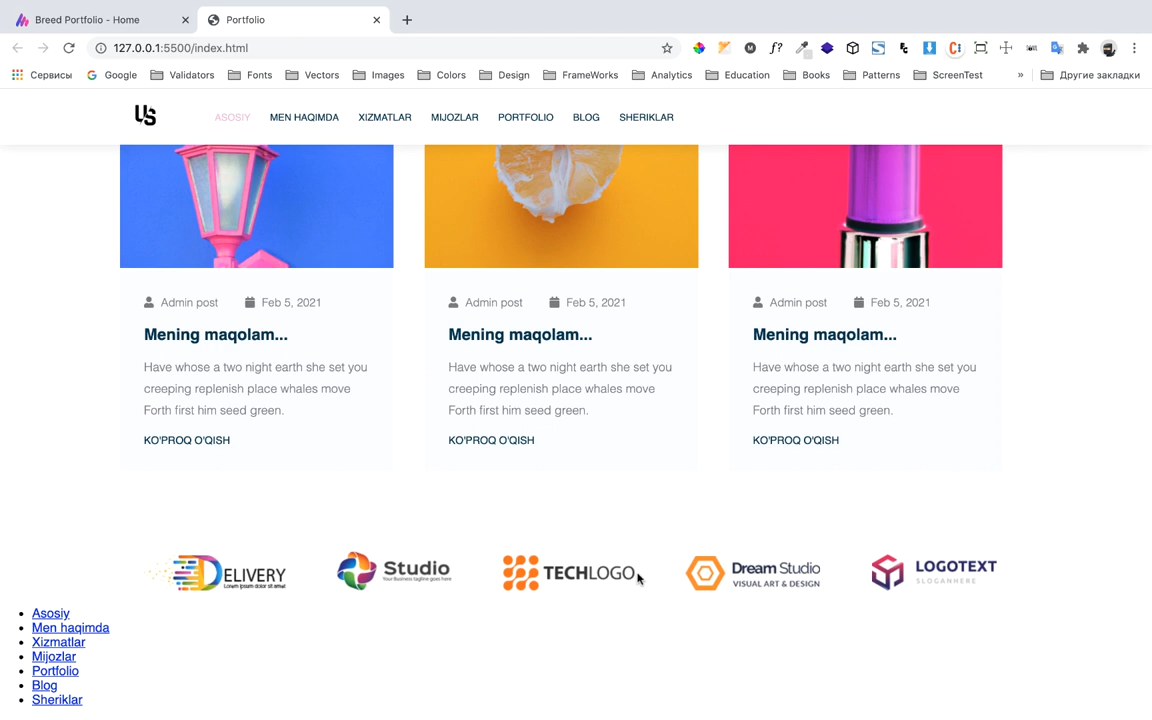 Breed Portfolio - Home
Portfolio
127.0.0.1:5500/index.html
Сервисы Google Validators Fonts Vectors Images Colors Design FrameWorks Analytics Education Books Patterns ScreenTest » Другие закладки
US ASOSIY MEN HAQIMDA XIZMATLAR MIJOZLAR PORTFOLIO BLOG SHERIKLAR
Admin post Feb 5, 2021
Mening maqolam...
Have whose a two night earth she set you
creeping replenish place whales move
Forth first him seed green.
KO'PROQ O'QISH
Admin post Feb 5, 2021
Mening maqolam...
Have whose a two night earth she set you
creeping replenish place whales move
Forth first him seed green.
KO'PROQ O'QISH
Admin post Feb 5, 2021
Mening maqolam...
Have whose a two night earth she set you
creeping replenish place whales move
Forth first him seed green.
KO'PROQ O'QISH
DELIVERY
Lorem ipsum dolor sit amet
Studio
Your Business tagline goes here
TECHLOGO
Dream Studio
VISUAL ART & DESIGN
LOGOTEXT
SLOGANHERE
Asosiy
Men haqimda
Xizmatlar
Mijozlar
Portfolio
Blog
Sheriklar